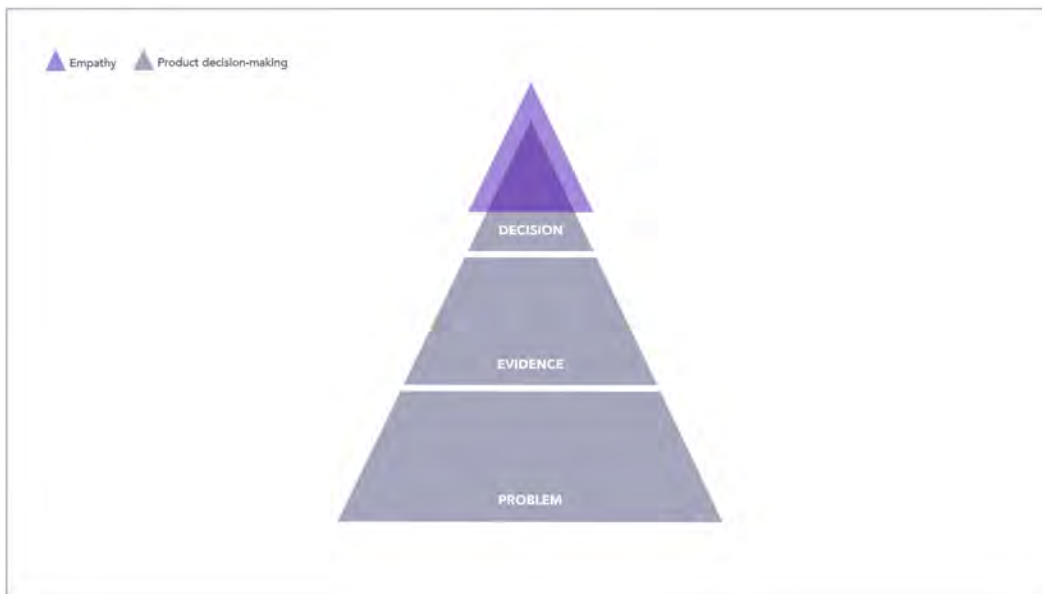 Empathy
Product decision-making
DECISION
EVIDENCE
PROBLEM